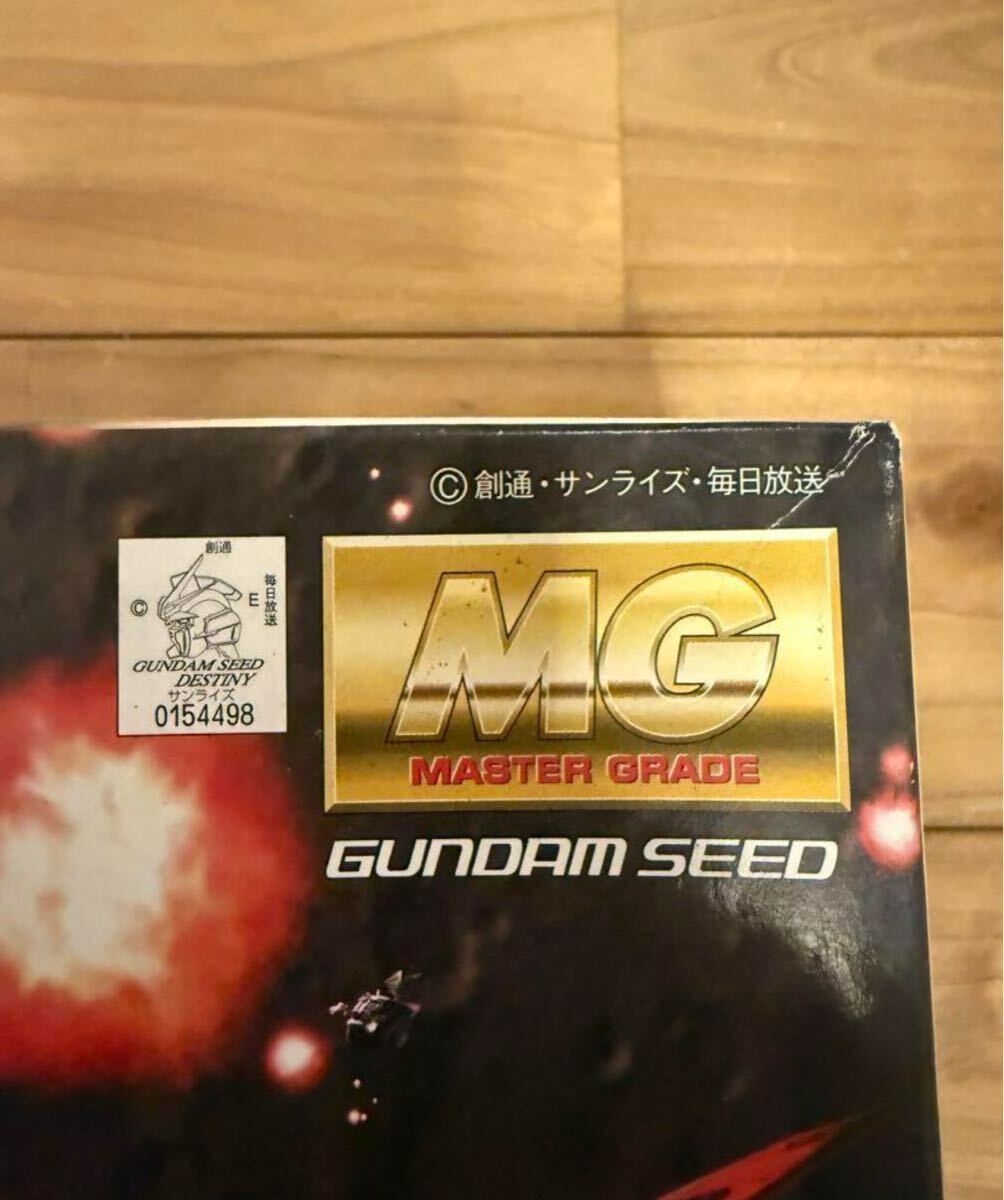 © 創通・サンライズ・毎日放送
創通
©
E
毎日放送
GUNDAM SEED
DESTINY
サンライズ
0154498
MG
MASTER GRADE
GUNDAM SEED